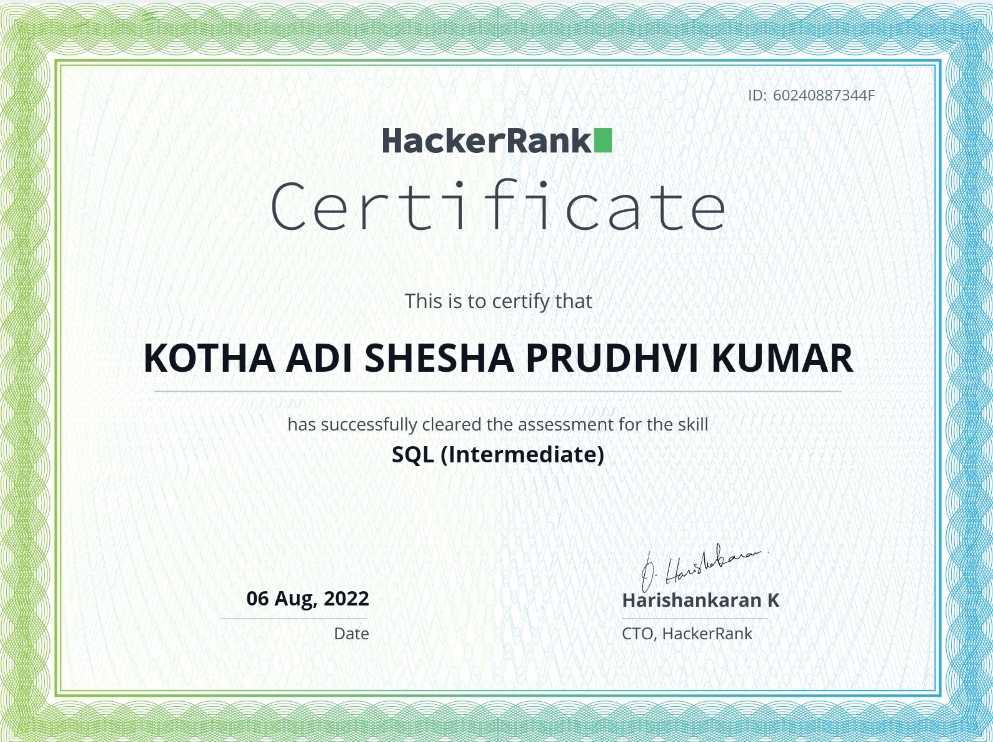 ID: 60240887344F
HackerRank
Certificate
This is to certify that
KOTHA ADI SHESHA PRUDHVI KUMAR
has successfully cleared the assessment for the skill
SQL (Intermediate)
06 Aug, 2022
Date
Harishankaran K
CTO, HackerRank